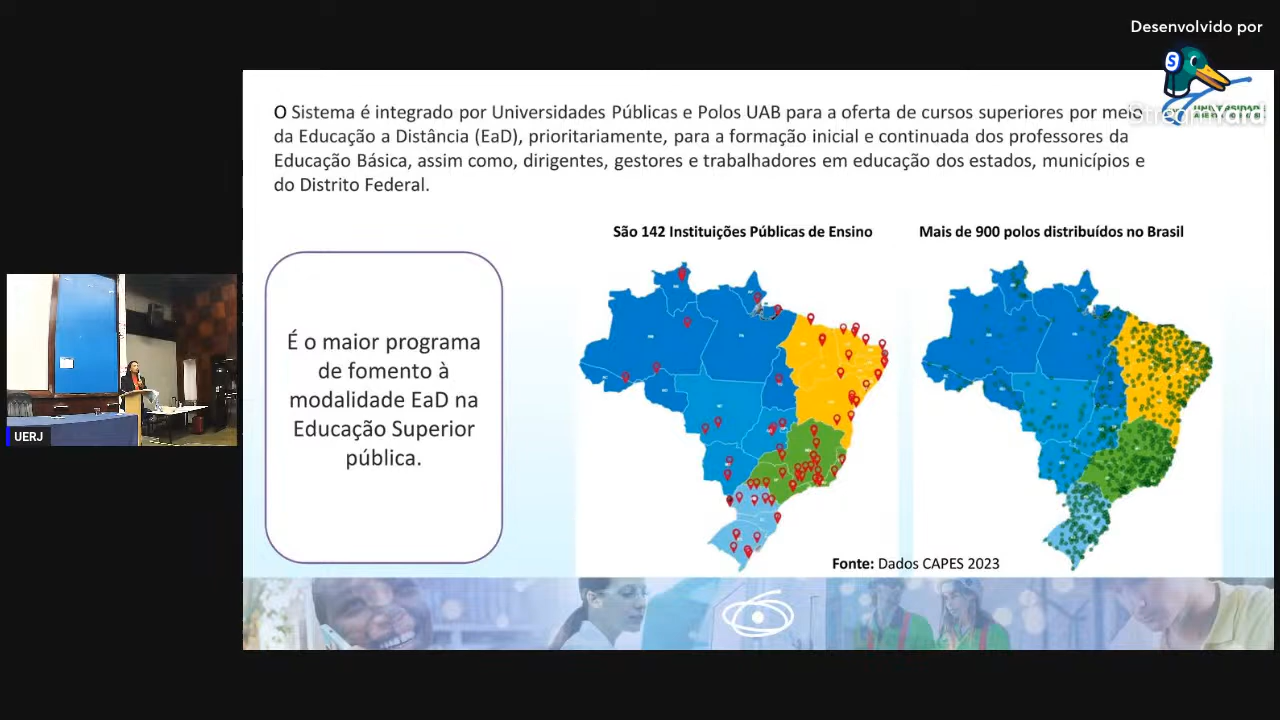 Desenvolvido por
O Sistema é integrado por Universidades Públicas e Polos UAB para a oferta de cursos superiores por meio
da Educação a Distância (EaD), prioritariamente, para a formação inicial e continuada dos professores da
Educação Básica, assim como, dirigentes, gestores e trabalhadores em educação dos estados, municípios e
do Distrito Federal.
São 142 Instituições Públicas de Ensino
Mais de 900 polos distribuídos no Brasil
É o maior programa
de fomento à
modalidade EaD na
Educação Superior
pública.
UERJ
Fonte: Dados CAPES 2023